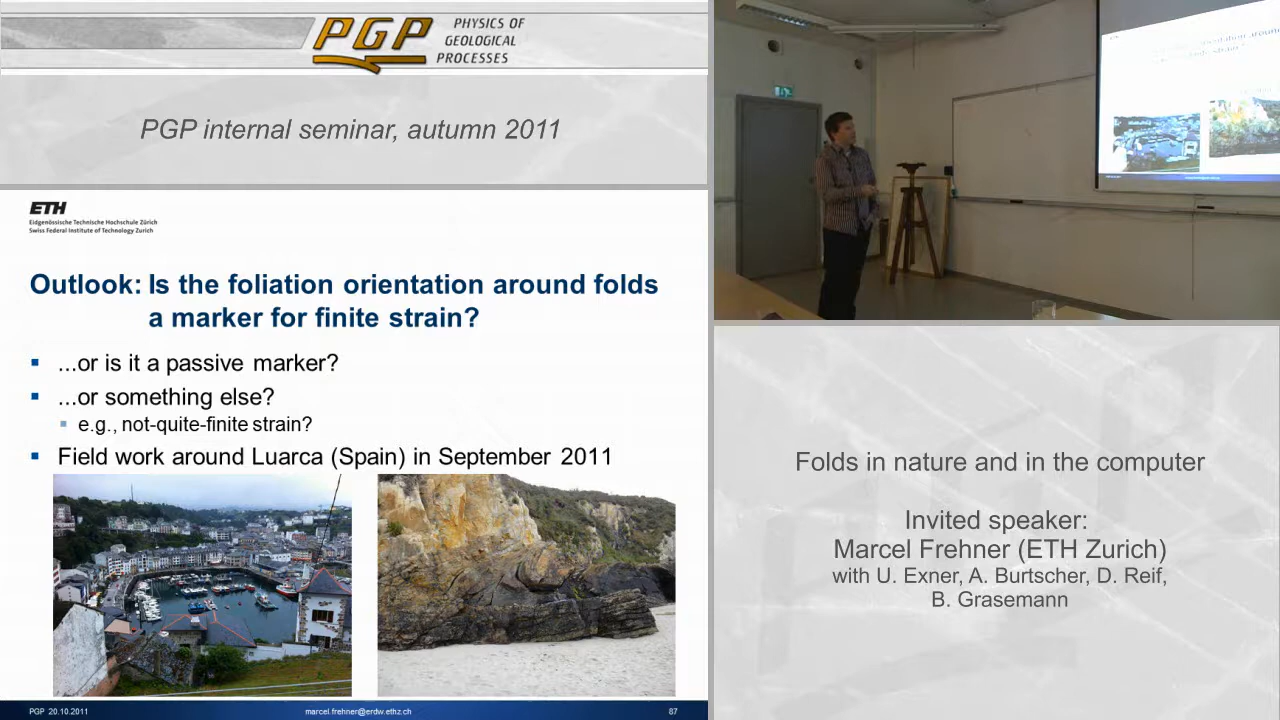 PGP
PHYSICS OF
GEOLOGICAL
PROCESSES
PGP internal seminar, autumn 2011
ETH
Eidgenössische Technische Hochschule Zürich
Swiss Federal Institute of Technology Zurich
Outlook: Is the foliation orientation around folds
a marker for finite strain?
...or is it a passive marker?
...or something else?
e.g., not-quite-finite strain?
Field work around Luarca (Spain) in September 2011
PGP 20.10.2011
marcel.frehner@erdw.ethz.ch
87
Folds in nature and in the computer
Invited speaker:
Marcel Frehner (ETH Zurich)
with U. Exner, A. Burtscher, D. Reif,
B. Grasemann